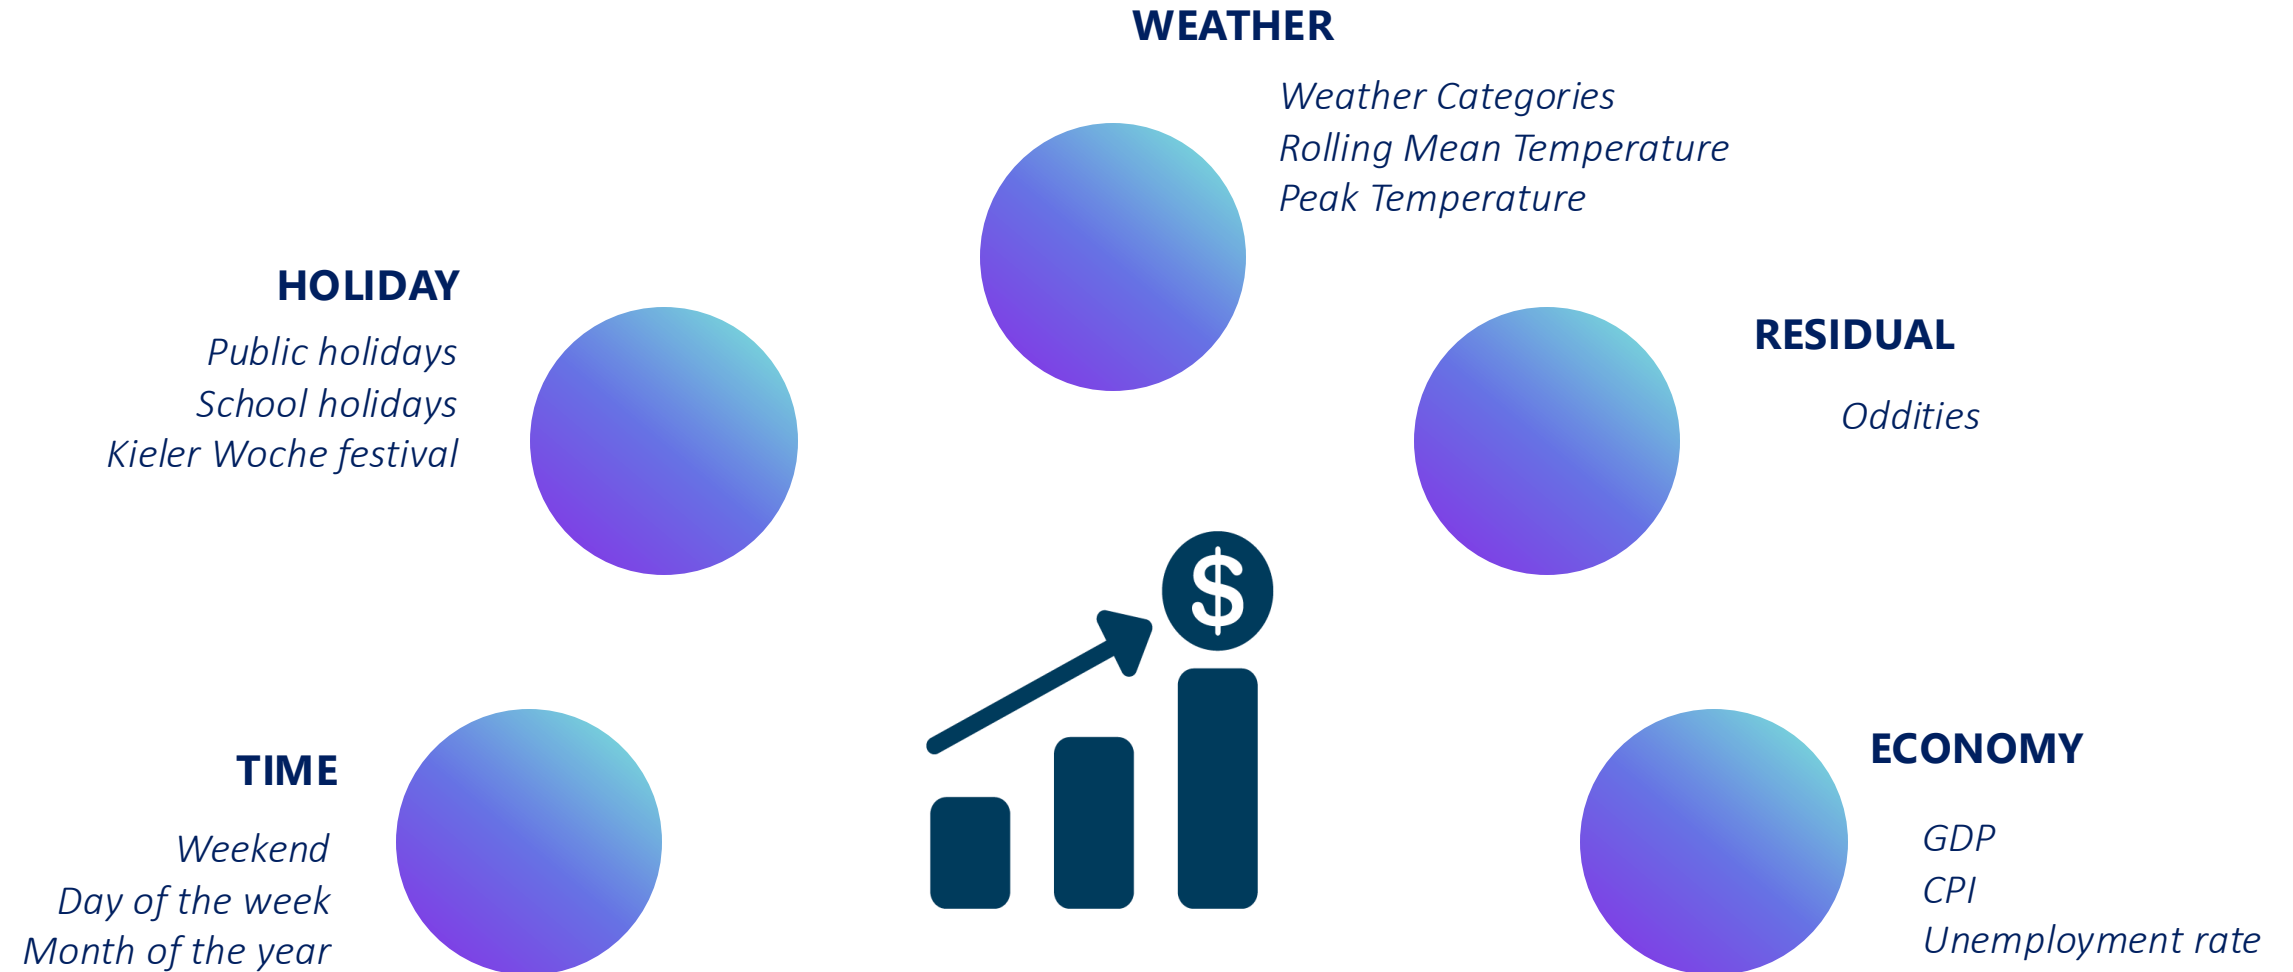 WEATHER
Weather Categories
Rolling Mean Temperature
Peak Temperature
HOLIDAY
Public holidays
School holidays
Kieler Woche festival
RESIDUAL
Oddities
$
TIME
Weekend
Day of the week
Month of the year
ECONOMY
GDP
CPI
Unemployment rate